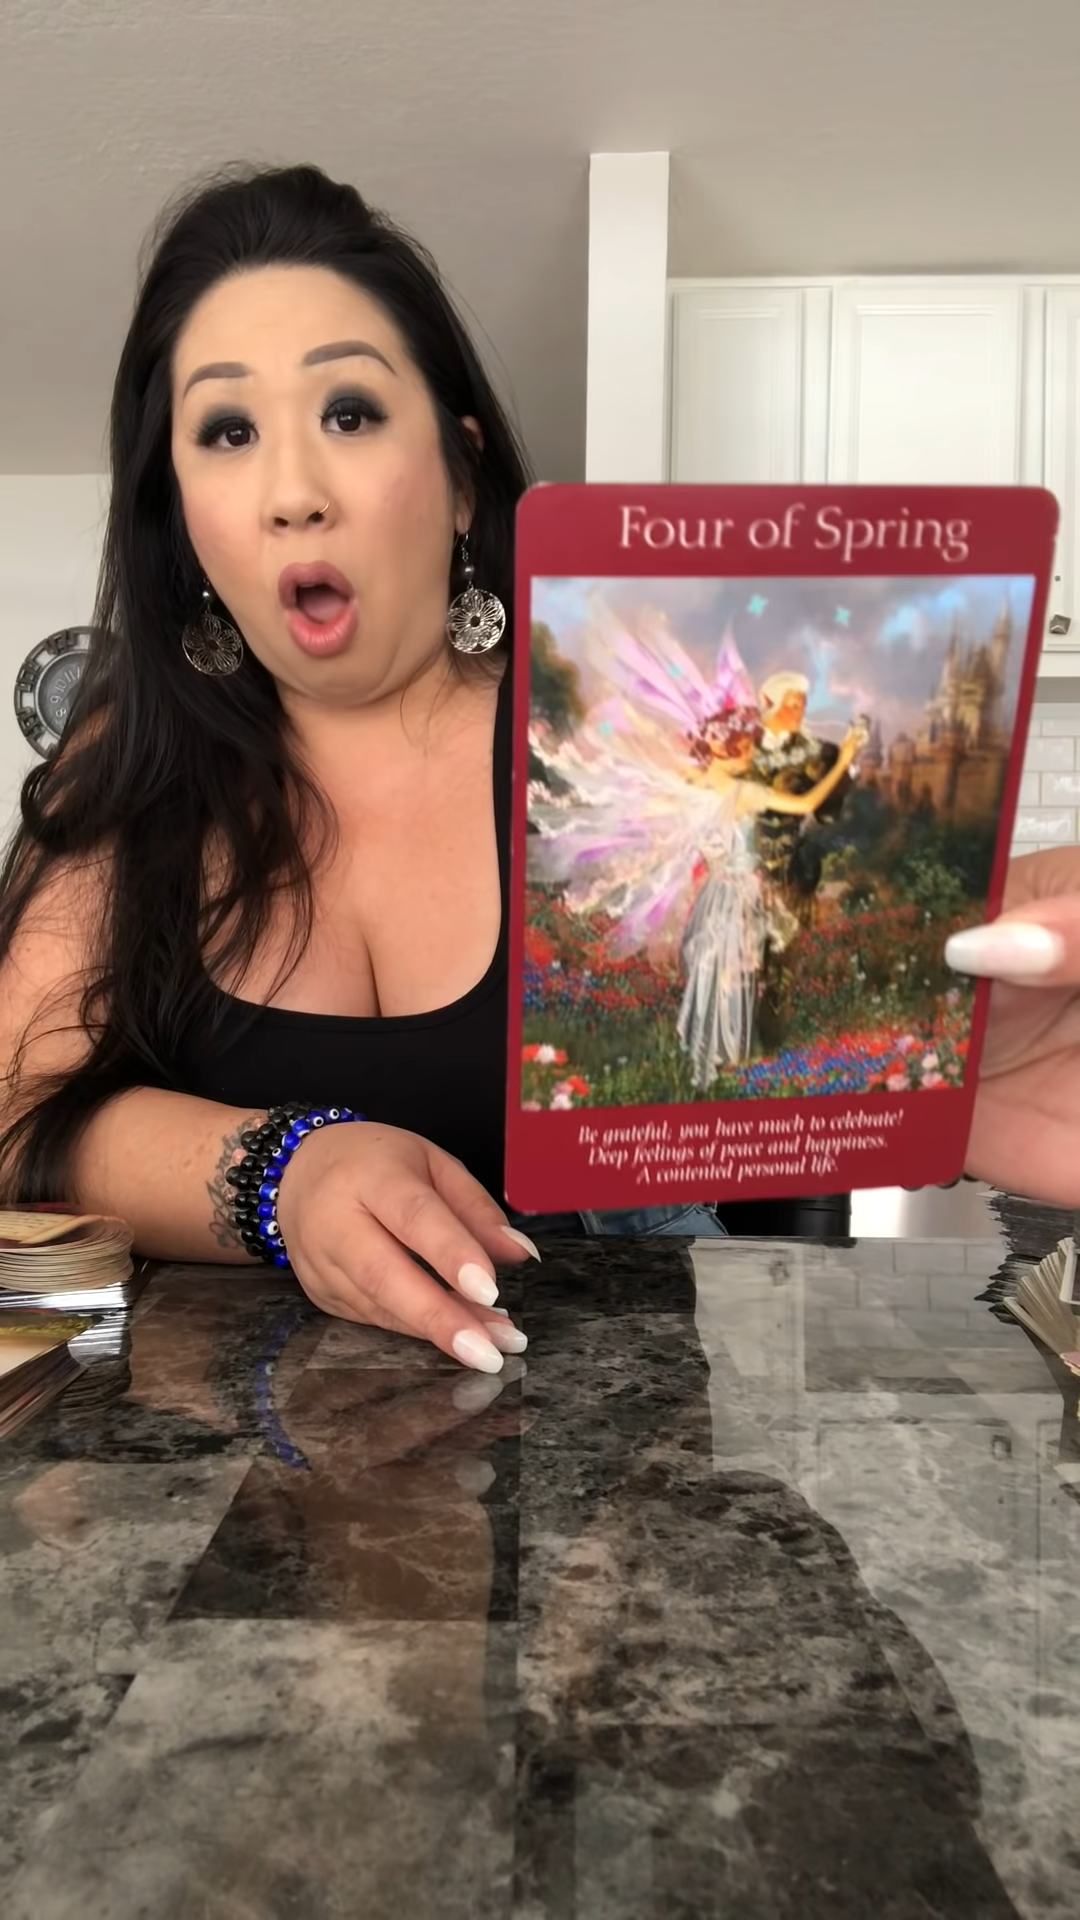 Four of Spring
Be grateful, you have much to celebrate!
Deep feelings of peace and happiness.
A contented personal life.